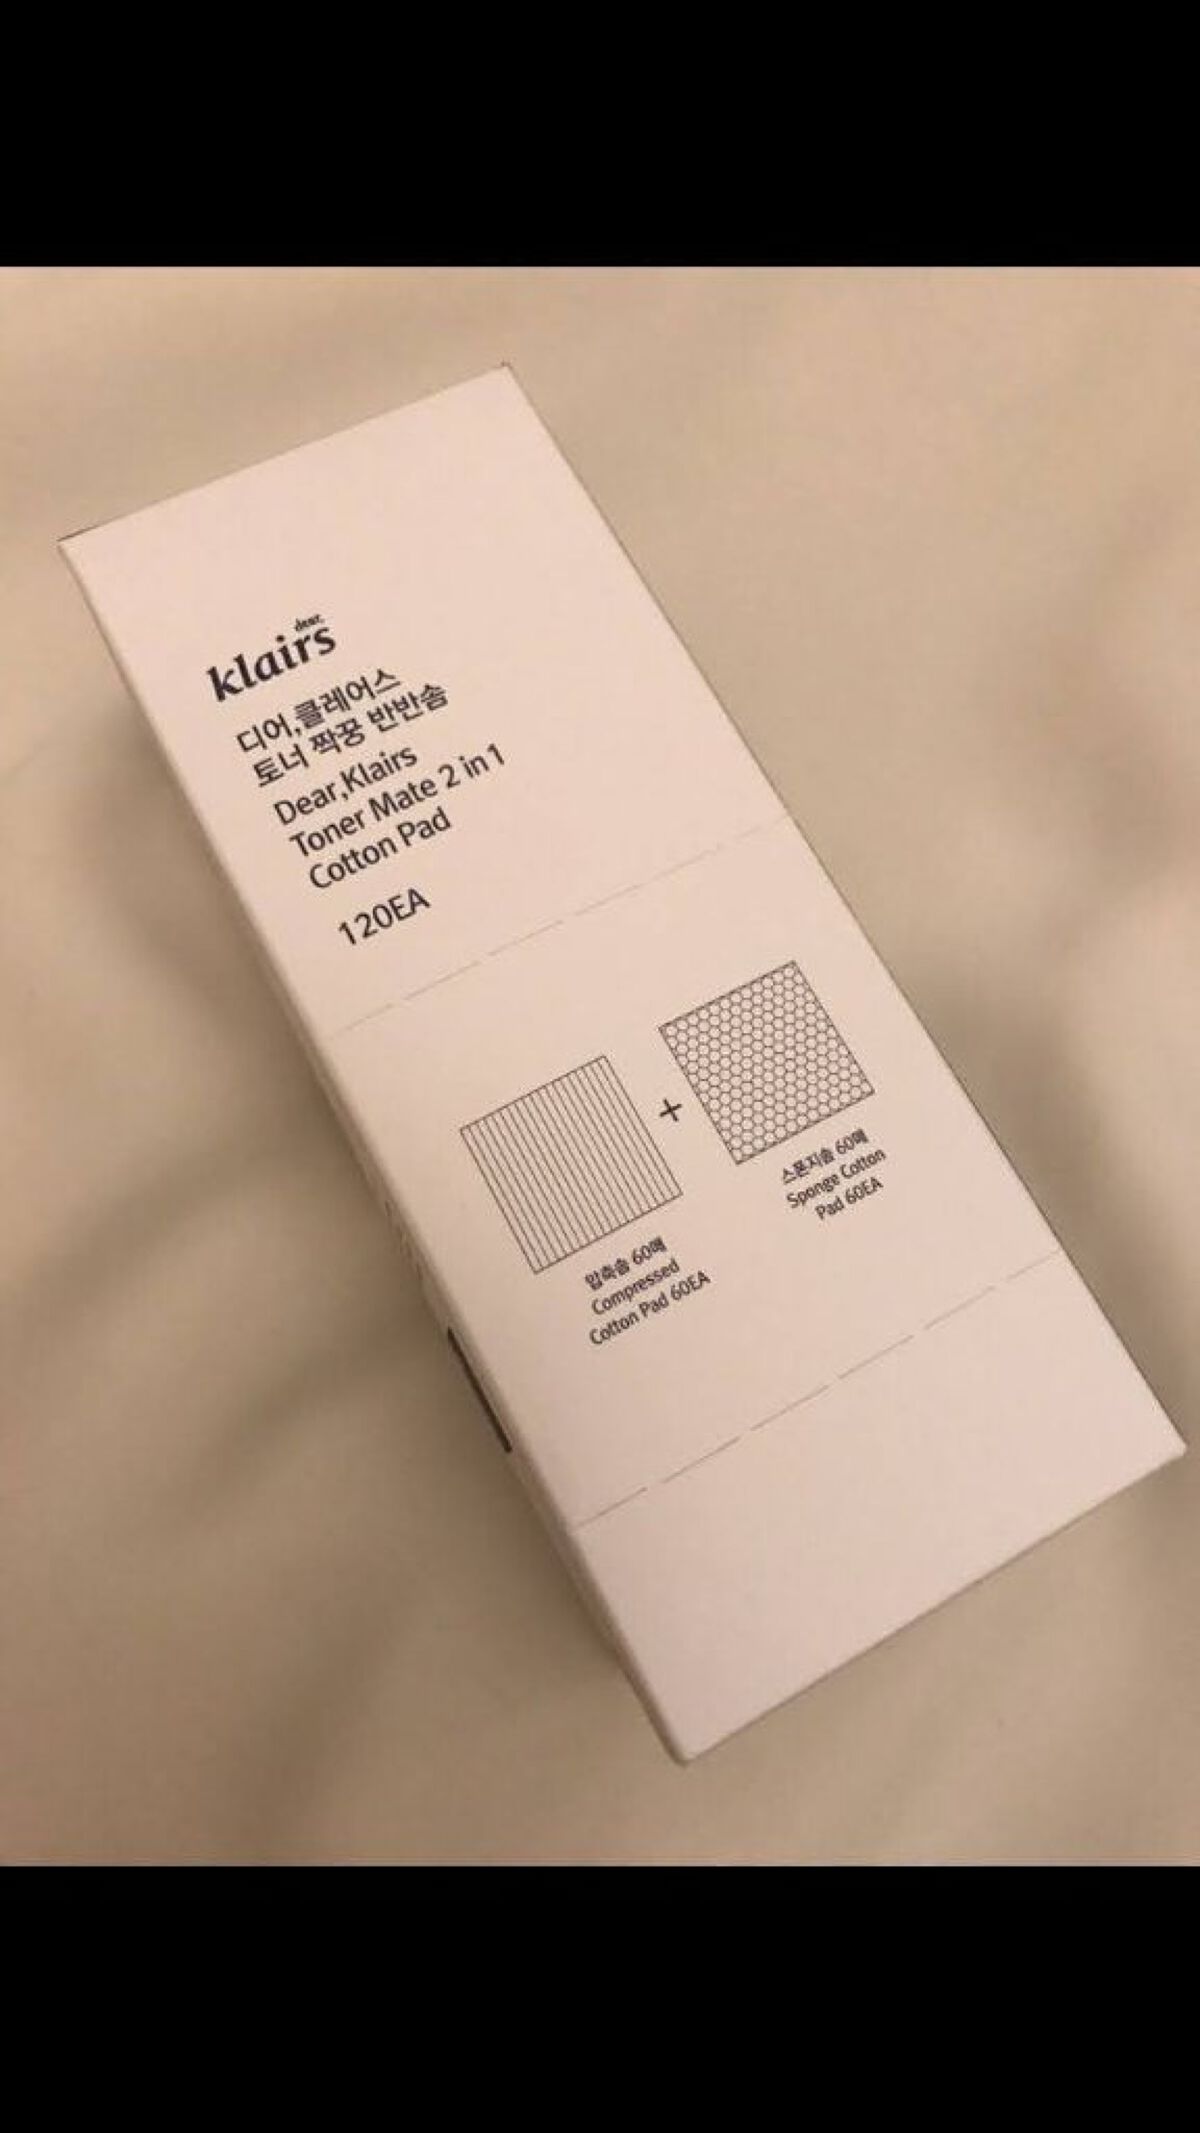 dear,
klairs
디어,클레어스
토너 짝꿍 반반솜
Dear,Klairs
Toner Mate 2 in 1
Cotton Pad
120EA
+
압축솜 60매
Compressed
Cotton Pad 60EA
스폰지솜 60매
Sponge Cotton
Pad 60EA